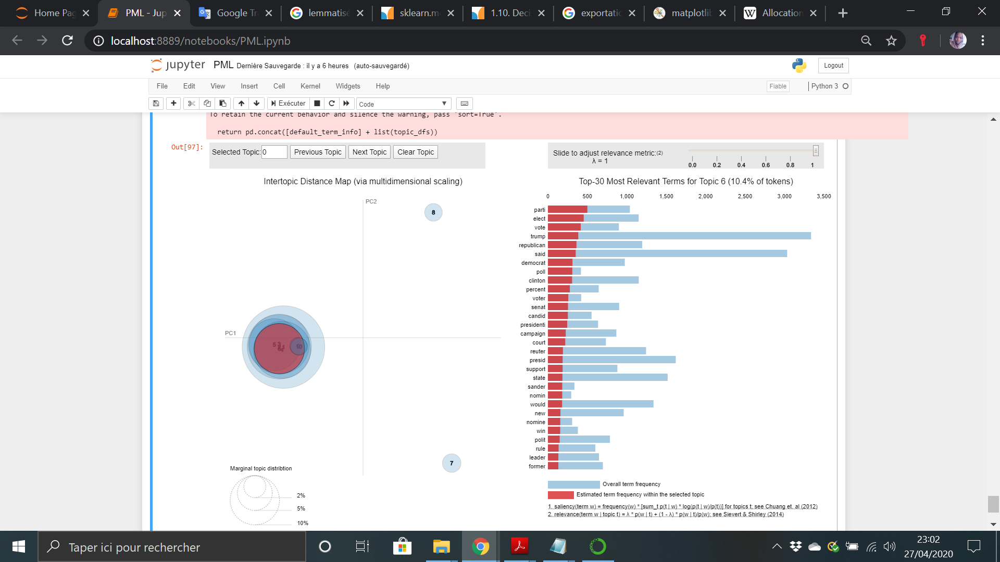 Home Pag
PML - Jup
Google Tra
lemmatise
sklearn.m
1.10. Deci
exportatio
matplotlib
Allocation
localhost:8889/notebooks/PML.ipynb
jupyter PML Dernière Sauvegarde : il y a 6 heures (auto-sauvegardé)
Logout
File Edit View Insert Cell Kernel Widgets Help
Fiable
Python 3
Exécuter
Code
To retain the current behavior and silence the warning, pass 'sort=True'.
return pd.concat([default_term_info] + list(topic_dfs))
Out[97]:
Selected Topic: 0 Previous Topic Next Topic Clear Topic
Slide to adjust relevance metric:(2)
λ = 1
0.0 0.2 0.4 0.6 0.8 1
Intertopic Distance Map (via multidimensional scaling)
PC2
8
PC1
5
7
Marginal topic distribtion
2%
5%
10%
Top-30 Most Relevant Terms for Topic 6 (10.4% of tokens)
0 500 1,000 1,500 2,000 2,500 3,000 3,500
parti
elect
vote
trump
republican
said
democrat
poll
clinton
percent
voter
senat
candid
presidenti
campaign
court
reuter
presid
support
state
sander
nomin
would
new
nomine
win
polit
rule
leader
former
Overall term frequency
Estimated term frequency within the selected topic
1. saliency(term w) = frequency(w) * [sum_t p(t | w) * log(p(t | w)/p(t))] for topics t; see Chuang et. al (2012)
2. relevance(term w | topic t) = λ * p(w | t) + (1 - λ) * p(w | t)/p(w); see Sievert & Shirley (2014)
Taper ici pour rechercher
23:02
27/04/2020